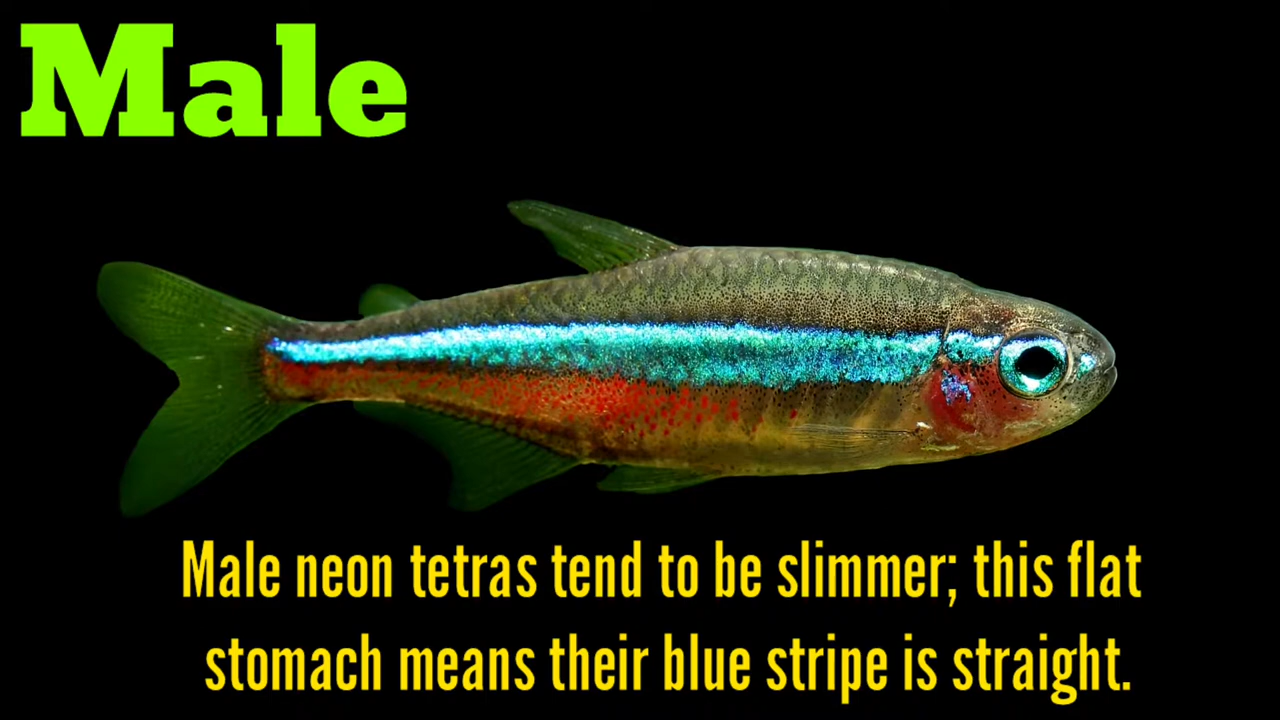 Male
Male neon tetras tend to be slimmer; this flat
stomach means their blue stripe is straight.